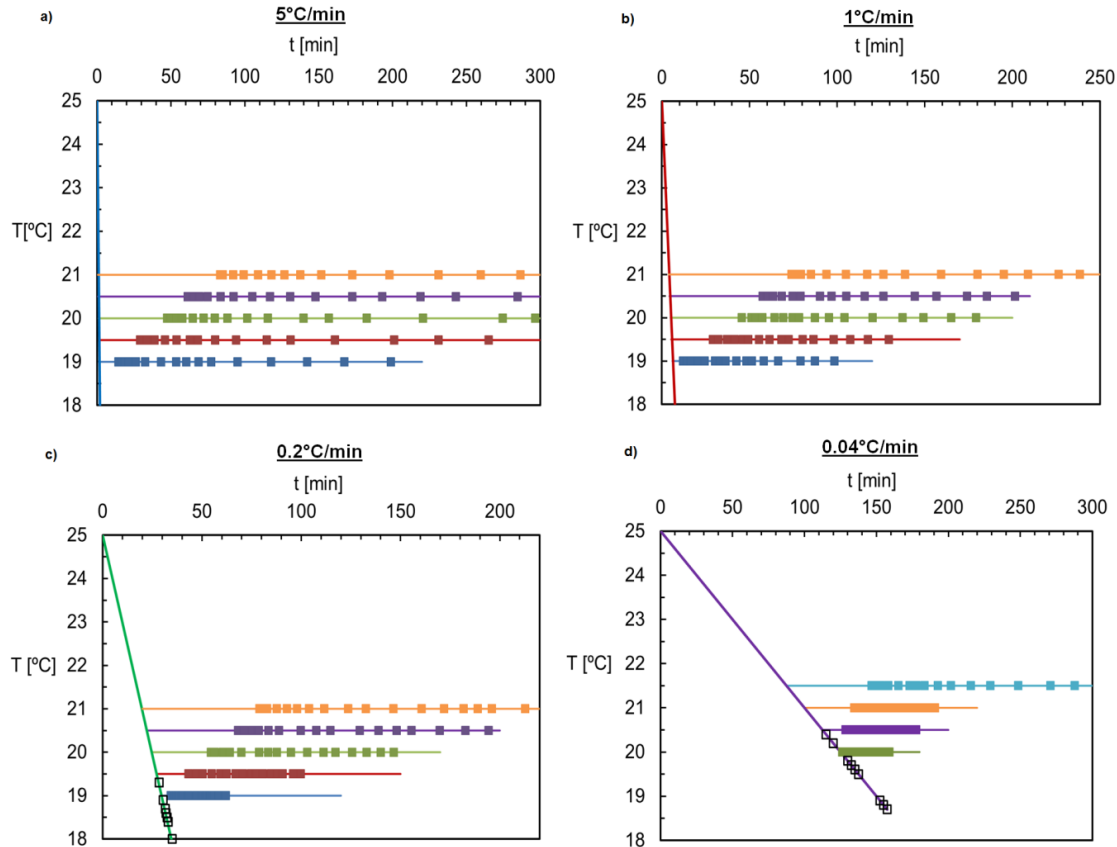 a) 5°C/min
t [min]
0 50 100 150 200 250 300
25
24
23
22
T[ºC]
21
20
19
18
b) 1°C/min
t [min]
0 50 100 150 200 250
25
24
23
22
T [ºC]
21
20
19
18
c) 0.2°C/min
t [min]
0 50 100 150 200
25
24
23
22
T [ºC]
21
20
19
18
d) 0.04°C/min
t [min]
0 50 100 150 200 250 300
25
24
23
22
T [ºC]
21
20
19
18